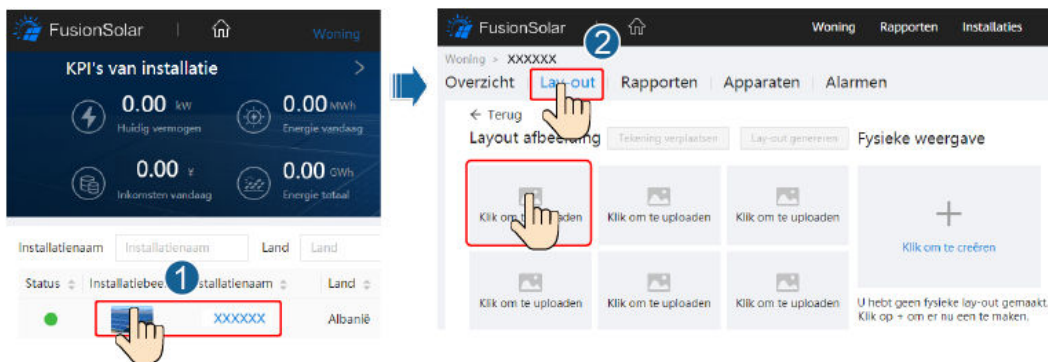 FusionSolar
Woning
KPI's van installatie
0.00 kW
Huidig vermogen
0.00 MWh
Energie vandaag
0.00 ¥
Inkomsten vandaag
0.00 GWh
Energie totaal
Installatienaam Installatienaam Land Land
Status Installatiebee. stallatienaam Land
XXXXXX Albanië
1
2
FusionSolar Woning Rapporten Installaties
Woning > XXXXXX
Overzicht Lay-out Rapporten Apparaten Alarmen
← Terug
Layout afbeelding Tekening verplaatsen Lay-out genereren Fysieke weergave
Klik om te uploaden Klik om te uploaden Klik om te uploaden
Klik om te creëren
Klik om te uploaden Klik om te uploaden Klik om te uploaden
U hebt geen fysieke lay-out gemaakt.
Klik op + om er nu een te maken.